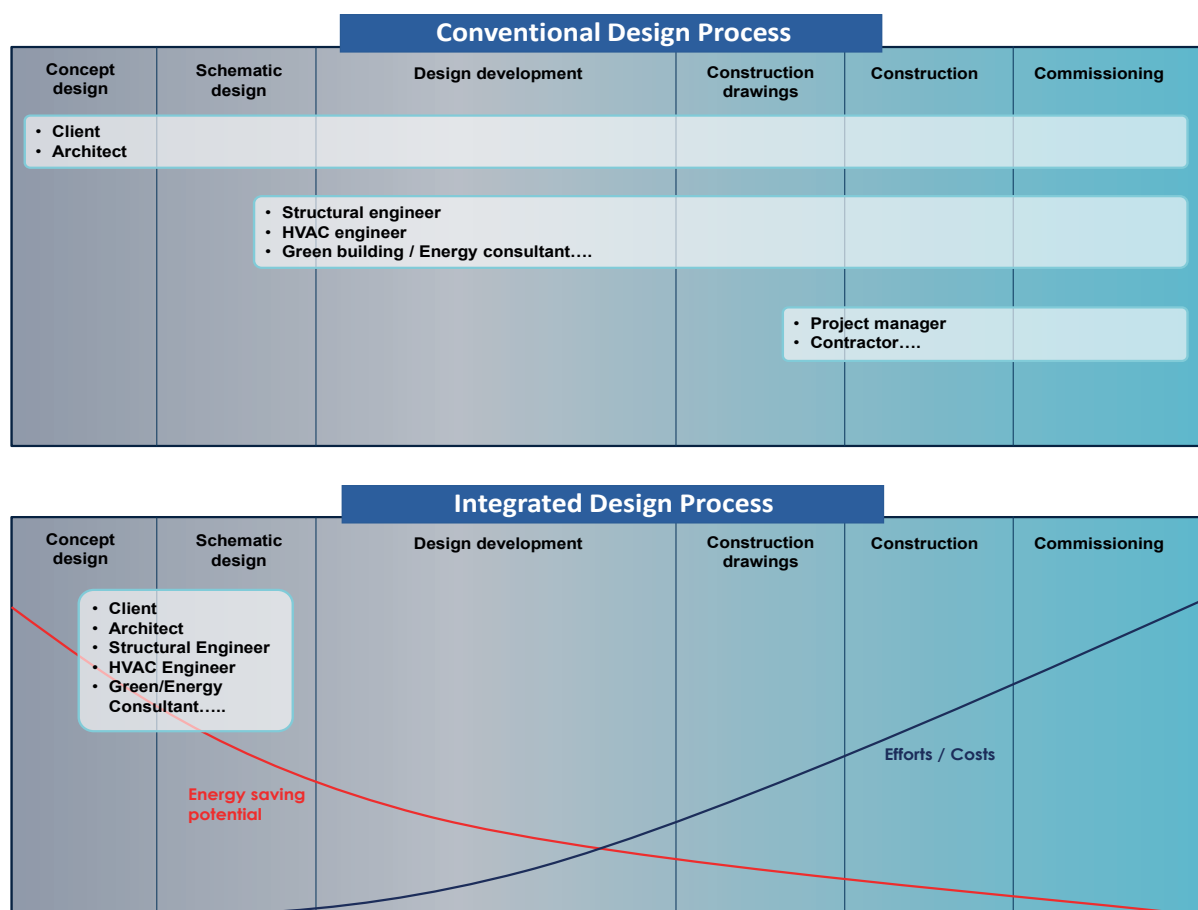 Conventional Design Process
Concept
design
Schematic
design
Design development
Construction
drawings
Construction
Commissioning
• Client
• Architect
• Structural engineer
• HVAC engineer
• Green building / Energy consultant....
• Project manager
• Contractor....
Integrated Design Process
Concept
design
Schematic
design
Design development
Construction
drawings
Construction
Commissioning
• Client
• Architect
• Structural Engineer
• HVAC Engineer
• Green/Energy
Consultant.....
Energy saving
potential
Efforts / Costs